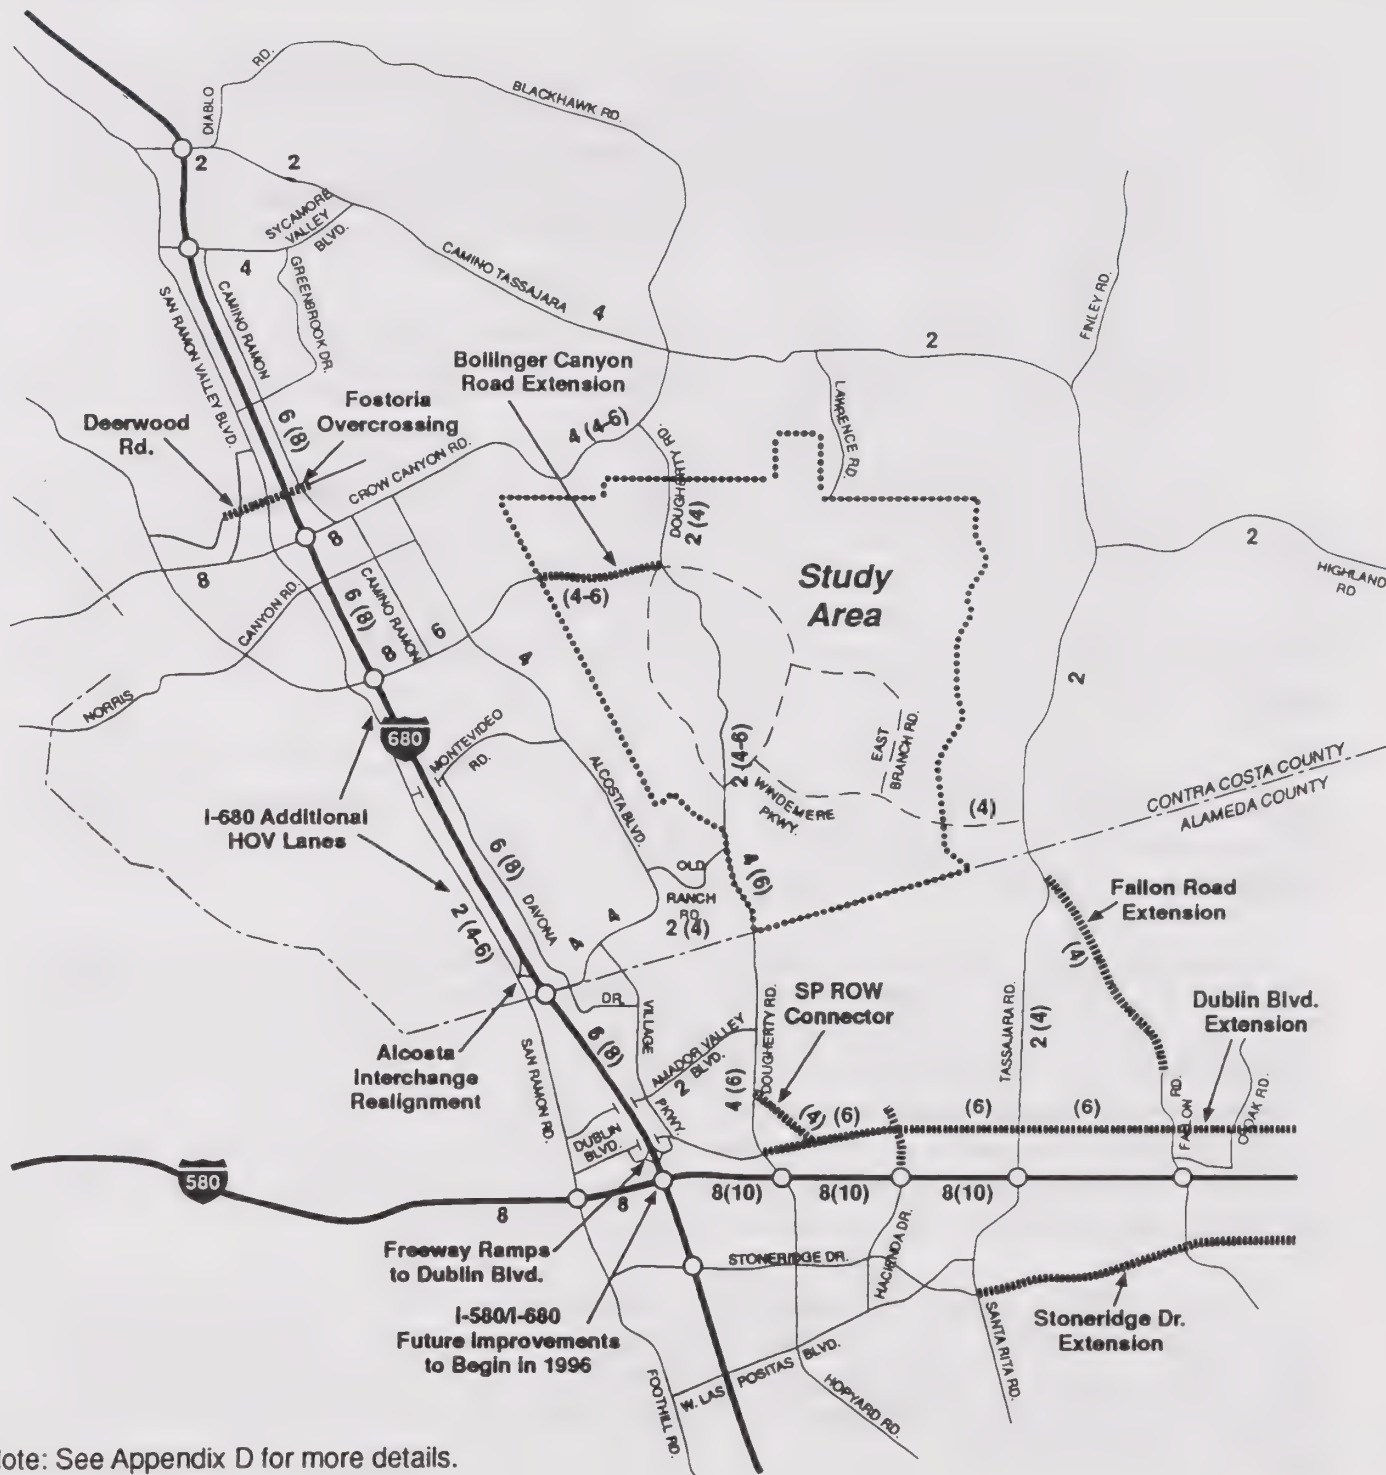 RD.
DIABLO
BLACKHAWK RD.
2
2
SYCAMORE
VALLEY
BLVD.
4
GREENBROOK DR.
CAMINO RAMON
SAN RAMON VALLEY BLVD.
CAMINO TASSAJARA
4
2
FINLEY RD.
Bollinger Canyon
Road Extension
LAWRENCE RD.
Deerwood
Rd.
Fostoria
Overcrossing
6 (8)
4 (4-6)
CROW CANYON RD.
DOUGHERTY RD.
DOUGHERTY
2 (4)
8
8
2
HIGHLAND
RD
Study
Area
(4-6)
CANYON RD.
6 (8)
CAMINO RAMON
8
6
4
2
NORRIS
680
MONTEVIDEO
RD.
ALCOSTA BLVD.
2 (4-6)
WINDEMERE
PKWY.
EAST
BRANCH RD.
(4)
CONTRA COSTA COUNTY
ALAMEDA COUNTY
I-680 Additional
HOV Lanes
6 (8)
DAVONA
2 (4-6)
OLD
RANCH
RD
2 (4)
4 (6)
4
4
Fallon Road
Extension
(4)
DR.
VILLAGE
PKWY.
SP ROW
Connector
DOUGHERTY RD.
TASSAJARA RD.
2 (4)
Dublin Blvd.
Extension
Alcosta
Interchange
Realignment
SAN RAMON RD.
6 (8)
AMADOR VALLEY
BLVD.
2
4 (6)
(4)
(6)
(6)
(6)
FALLON
RD.
DUBLIN
BLVD.
580
8
8
8(10)
8(10)
8(10)
Freeway Ramps
to Dublin Blvd.
STONERIDGE DR.
HACIENDA DR.
I-580/I-680
Future Improvements
to Begin in 1996
Stoneridge Dr.
Extension
SANTA RITA RD.
FOOTHILL RD.
W. LAS POSITAS BLVD.
HOPYARD RD.
Note: See Appendix D for more details.